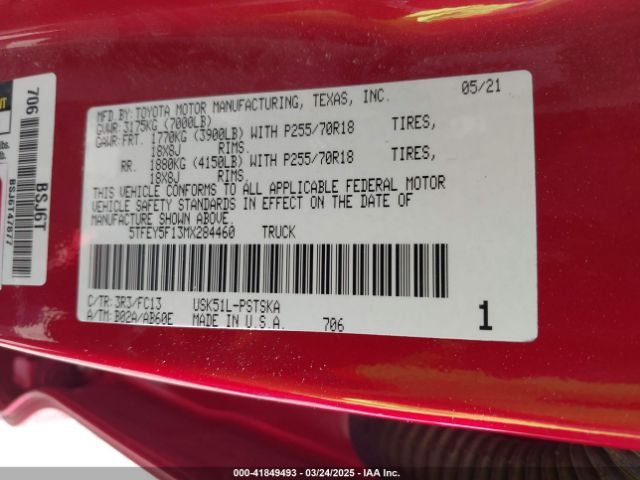 MFD.BY:TOYOTA MOTOR MANUFACTURING, TEXAS, INC. 05/21
GVWR:3175KG (7000LB)
GAWR:FRT. 1770KG (3900LB) WITH P255/70R18 TIRES,
18X8J RIMS.
RR. 1880KG (4150LB) WITH P255/70R18 TIRES,
18X8J RIMS.
THIS VEHICLE CONFORMS TO ALL APPLICABLE FEDERAL MOTOR
VEHICLE SAFETY STANDARDS IN EFFECT ON THE DATE OF
MANUFACTURE SHOWN ABOVE.
5TFEY5F13MX284460 TRUCK
C/TR: 3R3/FC13 USK51L-PSTSKA
A/TM: B02A/AB60E MADE IN U.S.A. 706 1
706
BSJ6T
BSJ6T47877
000-41849493 - 03/24/2025 - IAA Inc.